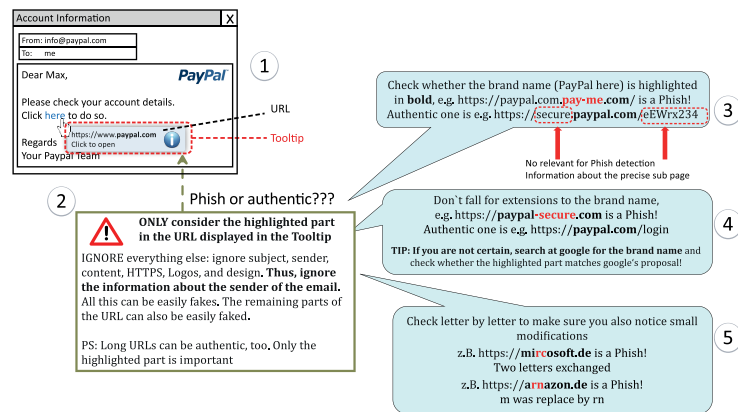 Account Information X
From: info@paypal.com
To: me
Dear Max,
PayPal
Please check your account details.
Click here to do so.
https://www.paypal.com
Click to open
Regards
Your Paypal Team
1
URL
Tooltip
2
Phish or authentic???
ONLY consider the highlighted part
in the URL displayed in the Tooltip
IGNORE everything else: ignore subject, sender,
content, HTTPS, Logos, and design. Thus, ignore
the information about the sender of the email.
All this can be easily fakes. The remaining parts of
the URL can also be easily faked.
PS: Long URLs can be authentic, too. Only the
highlighted part is important
Check whether the brand name (PayPal here) is highlighted
in bold, e.g. https://paypal.com.pay-me.com/ is a Phish!
Authentic one is e.g. https://secure.paypal.com/eEWrx234
3
No relevant for Phish detection
Information about the precise sub page
Don`t fall for extensions to the brand name,
e.g. https://paypal-secure.com is a Phish!
Authentic one is e.g. https://paypal.com/login
TIP: If you are not certain, search at google for the brand name and
check whether the highlighted part matches google's proposal!
4
Check letter by letter to make sure you also notice small
modifications
z.B. https://mircosoft.de is a Phish!
Two letters exchanged
z.B. https://arnazon.de is a Phish!
m was replace by rn
5